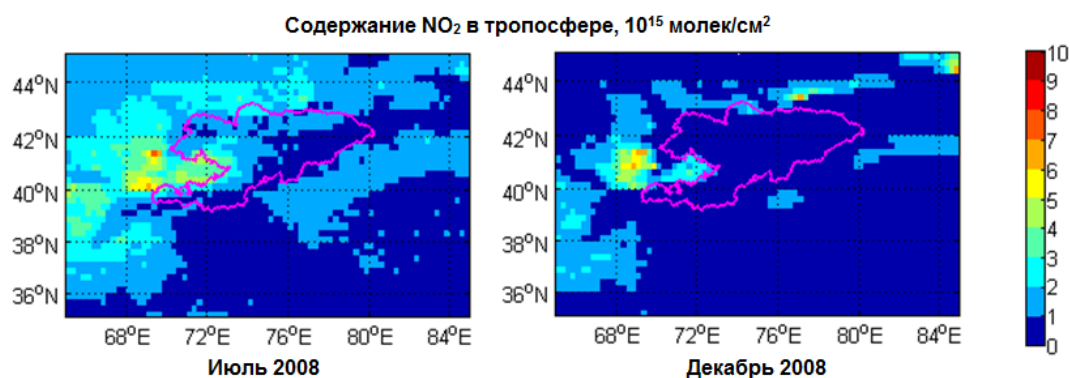 Содержание NO₂ в тропосфере, 10¹⁵ молек/см²
44°N
42°N
40°N
38°N
36°N
68°E 72°E 76°E 80°E 84°E
Июль 2008
44°N
42°N
40°N
38°N
36°N
68°E 72°E 76°E 80°E 84°E
Декабрь 2008
10
9
8
7
6
5
4
3
2
1
0